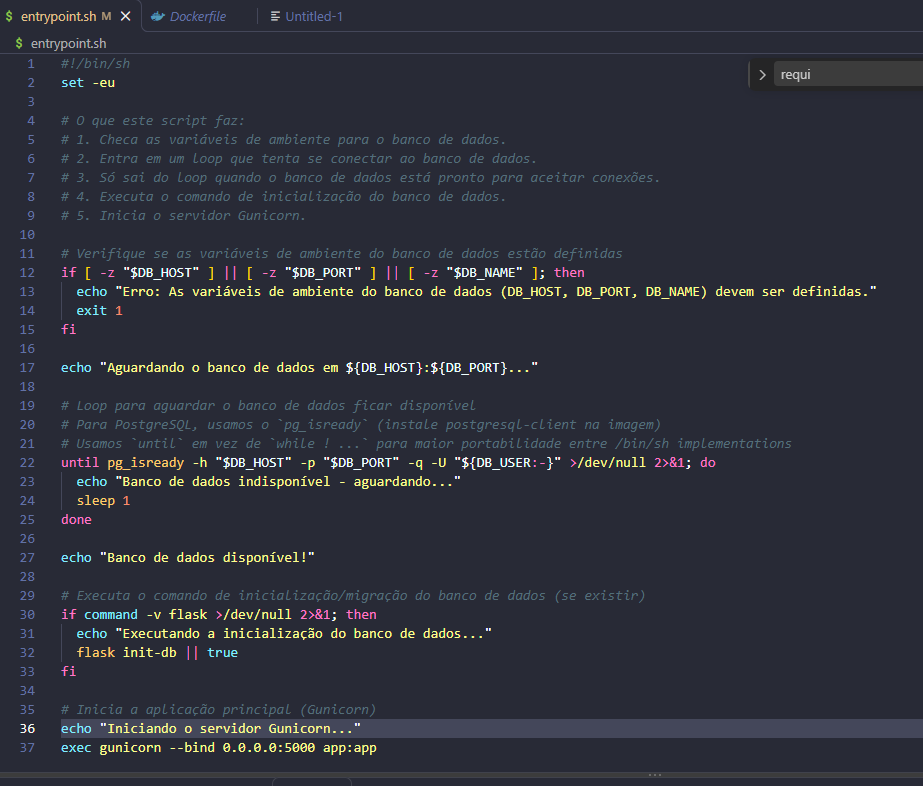 $ entrypoint.sh M Dockerfile Untitled-1
$ entrypoint.sh
requi
1 #!/bin/sh
2 set -eu
3
4 # O que este script faz:
5 # 1. Checa as variáveis de ambiente para o banco de dados.
6 # 2. Entra em um loop que tenta se conectar ao banco de dados.
7 # 3. Só sai do loop quando o banco de dados está pronto para aceitar conexões.
8 # 4. Executa o comando de inicialização do banco de dados.
9 # 5. Inicia o servidor Gunicorn.
10
11 # Verifique se as variáveis de ambiente do banco de dados estão definidas
12 if [ -z "$DB_HOST" ] || [ -z "$DB_PORT" ] || [ -z "$DB_NAME" ]; then
13   echo "Erro: As variáveis de ambiente do banco de dados (DB_HOST, DB_PORT, DB_NAME) devem ser definidas."
14   exit 1
15 fi
16
17 echo "Aguardando o banco de dados em ${DB_HOST}:${DB_PORT}..."
18
19 # Loop para aguardar o banco de dados ficar disponível
20 # Para PostgreSQL, usamos o `pg_isready` (instale postgresql-client na imagem)
21 # Usamos `until` em vez de `while ! ...` para maior portabilidade entre /bin/sh implementations
22 until pg_isready -h "$DB_HOST" -p "$DB_PORT" -q -U "${DB_USER:-}" >/dev/null 2>&1; do
23   echo "Banco de dados indisponível - aguardando..."
24   sleep 1
25 done
26
27 echo "Banco de dados disponível!"
28
29 # Executa o comando de inicialização/migração do banco de dados (se existir)
30 if command -v flask >/dev/null 2>&1; then
31   echo "Executando a inicialização do banco de dados..."
32   flask init-db || true
33 fi
34
35 # Inicia a aplicação principal (Gunicorn)
36 echo "Iniciando o servidor Gunicorn..."
37 exec gunicorn --bind 0.0.0.0:5000 app:app